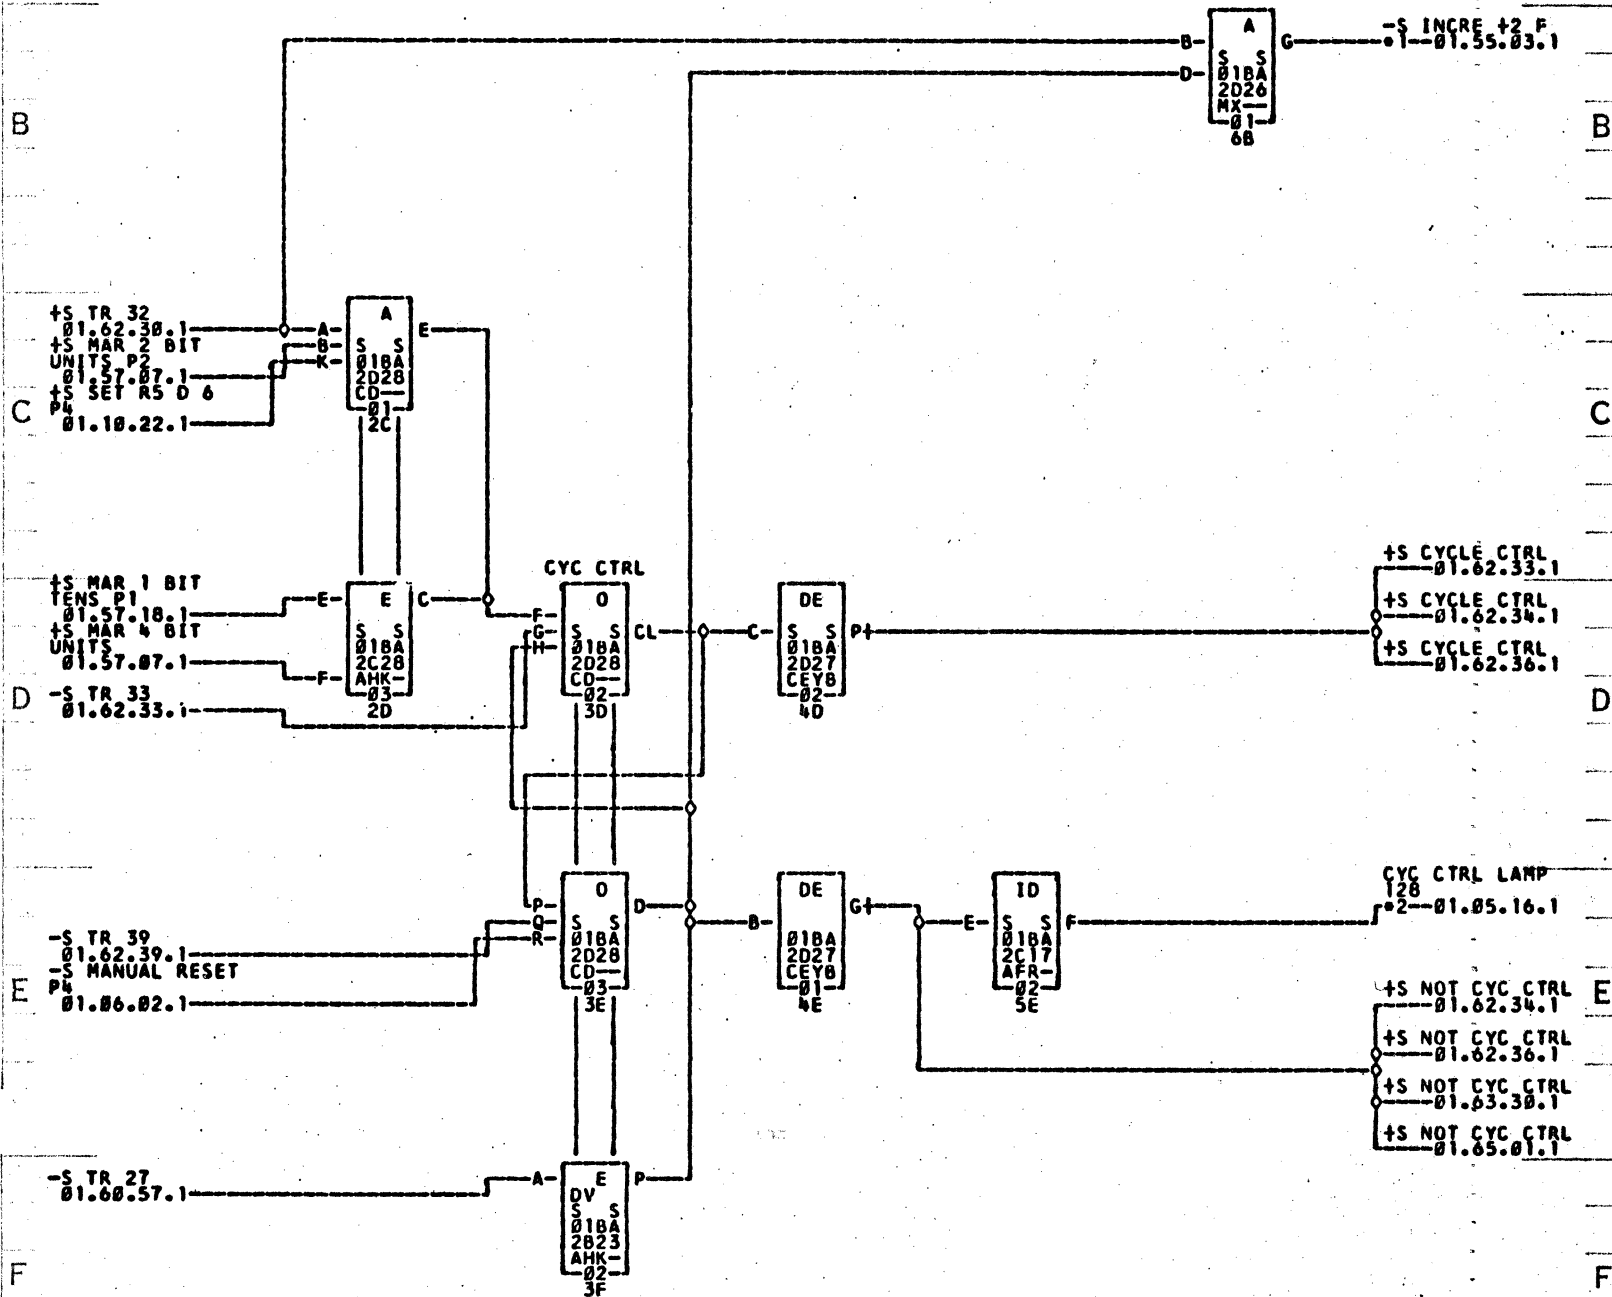 A
B G -S INCRE +2 F
*1—01.55.03.1
D
S S
01BA
2D26
MX—
01
6B
B B
+S TR 32
01.62.30.1
+S MAR 2 BIT
UNITS P2
01.57.07.1
+S SET R5 D 6
P4
01.10.22.1
A
A E
B
K
S S
01BA
2D28
CD—
01
2C
C C
+S MAR 1 BIT
TENS P1
01.57.18.1
+S MAR 4 BIT
UNITS
01.57.07.1
-S TR 33
01.62.33.1
E E C
F
S S
01BA
2C28
AHK-
03
2D
CYC CTRL
O
F
G
H
S S
CL
01BA
2D28
CD—
02
3D
DE
C S S P+
01BA
2D27
CEYB
02
4D
+S CYCLE CTRL
01.62.33.1
+S CYCLE CTRL
01.62.34.1
+S CYCLE CTRL
01.62.36.1
D D
-S TR 39
01.62.39.1
-S MANUAL RESET
P4
01.06.02.1
O
P D
Q
R
S S
01BA
2D28
CD—
03
3E
DE
G+
B
01BA
2D27
CEYB
01
4E
ID
E S S F
01BA
2C17
AFR-
02
5E
CYC CTRL LAMP
128
*2—01.05.16.1
+S NOT CYC CTRL
01.62.34.1
+S NOT CYC CTRL
01.62.36.1
+S NOT CYC CTRL
01.63.30.1
+S NOT CYC CTRL
01.65.01.1
E E
-S TR 27
01.60.57.1
A E P
DV
S S
01BA
2B23
AHK-
02
3F
F F